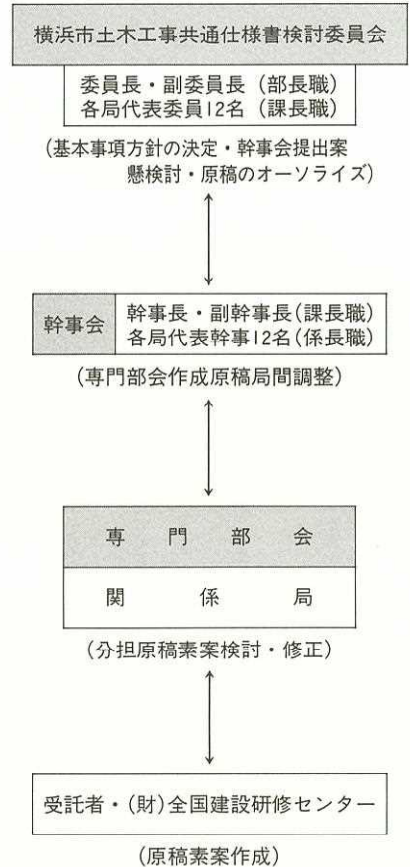 横浜市土木工事共通仕様書検討委員会
委員長・副委員長（部長職）
各局代表委員12名（課長職）
(基本事項方針の決定・幹事会提出案
懸検討・原稿のオーソライズ)
幹事会
幹事長・副幹事長(課長職)
各局代表幹事12名(係長職)
(専門部会作成原稿局間調整)
専門部会
関係局
(分担原稿素案検討・修正)
受託者・(財)全国建設研修センター
(原稿素案作成)